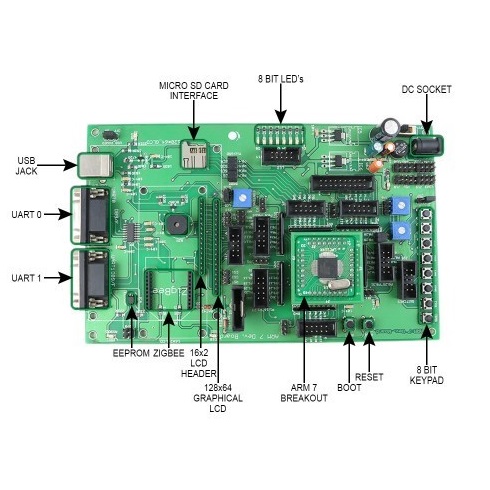 MICRO SD CARD
INTERFACE
8 BIT LED's
DC SOCKET
USB
JACK
UART 0
UART 1
ZigBee
EEPROM
ZIGBEE
16x2
LCD
HEADER
128x64
GRAPHICAL
LCD
ARM 7
BREAKOUT
BOOT
RESET
8 BIT
KEYPAD